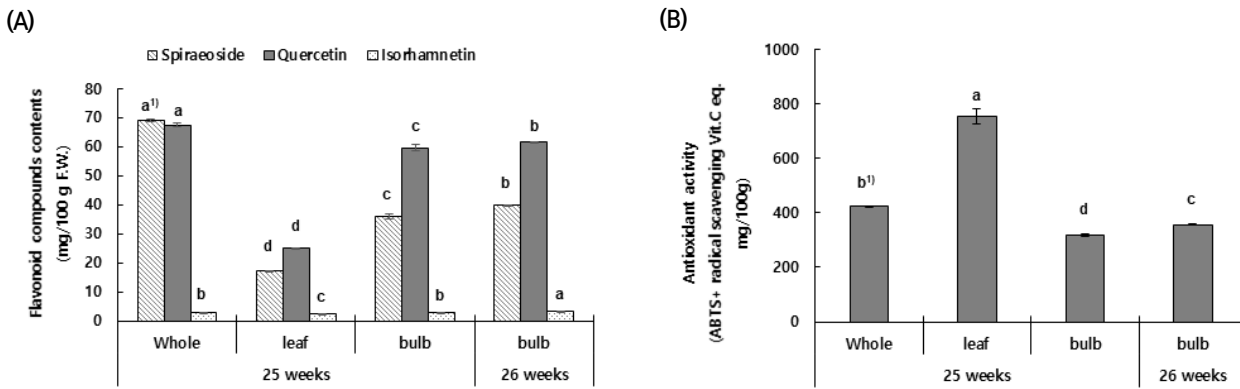 (A)
Spiraeoside Quercetin Isorhamnetin
Flavonoid compounds contents
(mg/100 g F.W.)
80
70
60
50
40
30
20
10
0
a1) a b
d d c
c c b
b b a
Whole leaf bulb bulb
25 weeks 26 weeks
(B)
Antioxidant activity
(ABTS+ radical scavenging Vit.C eq.
mg/100g)
1000
800
600
400
200
0
b1) a d c
Whole leaf bulb bulb
25 weeks 26 weeks